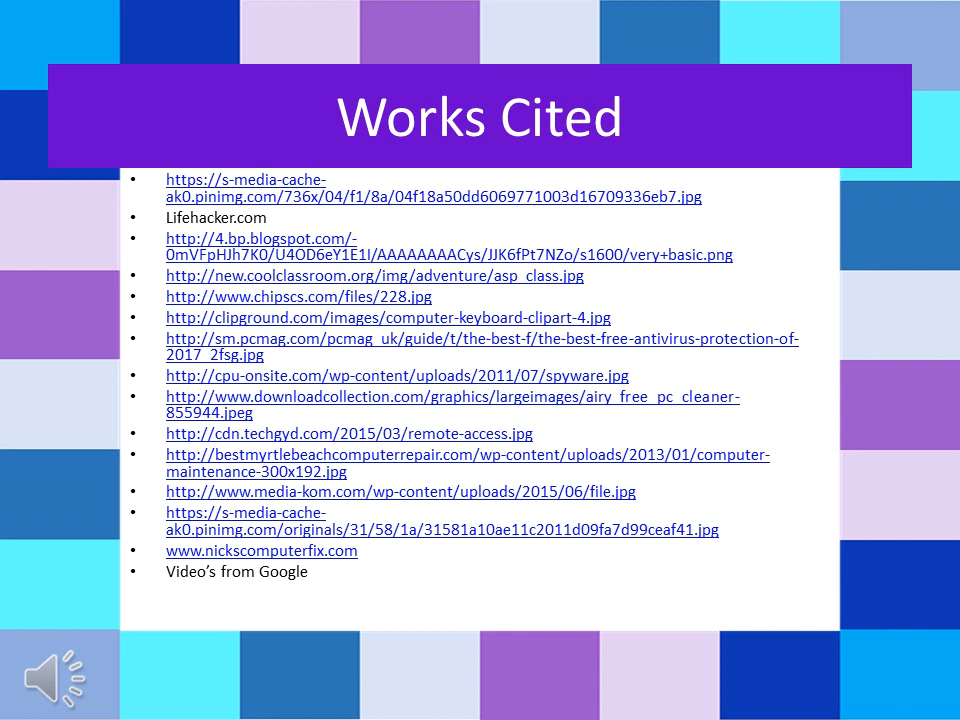 Works Cited
• https://s-media-cache-
ak0.pinimg.com/736x/04/f1/8a/04f18a50dd6069771003d16709336eb7.jpg
• Lifehacker.com
• http://4.bp.blogspot.com/-
0mVFpHJh7K0/U4OD6eY1E1I/AAAAAAAACys/JJK6fPt7NZo/s1600/very+basic.png
• http://new.coolclassroom.org/img/adventure/asp_class.jpg
• http://www.chipscs.com/files/228.jpg
• http://clipground.com/images/computer-keyboard-clipart-4.jpg
• http://sm.pcmag.com/pcmag_uk/guide/t/the-best-f/the-best-free-antivirus-protection-of-
2017_2fsg.jpg
• http://cpu-onsite.com/wp-content/uploads/2011/07/spyware.jpg
• http://www.downloadcollection.com/graphics/largeimages/airy_free_pc_cleaner-
855944.jpeg
• http://cdn.techgyd.com/2015/03/remote-access.jpg
• http://bestmyrtlebeachcomputerrepair.com/wp-content/uploads/2013/01/computer-
maintenance-300x192.jpg
• http://www.media-kom.com/wp-content/uploads/2015/06/file.jpg
• https://s-media-cache-
ak0.pinimg.com/originals/31/58/1a/31581a10ae11c2011d09fa7d99ceaf41.jpg
• www.nickscomputerfix.com
• Video’s from Google